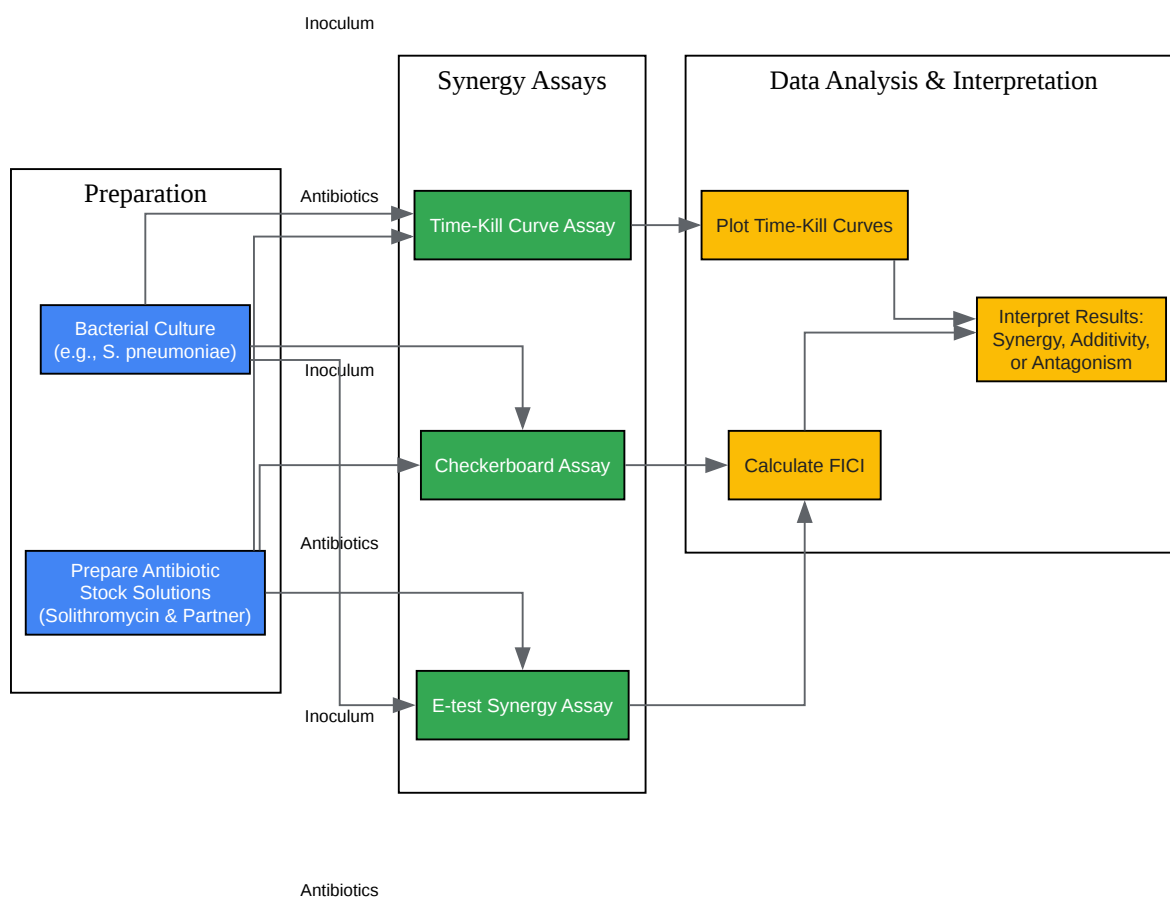 Inoculum
Synergy Assays
Data Analysis & Interpretation
Preparation
Antibiotics
Time-Kill Curve Assay
Plot Time-Kill Curves
Bacterial Culture
(e.g., S. pneumoniae)
Interpret Results:
Synergy, Additivity,
or Antagonism
Inoculum
Checkerboard Assay
Calculate FICI
Antibiotics
Prepare Antibiotic
Stock Solutions
(Solithromycin & Partner)
E-test Synergy Assay
Inoculum
Antibiotics